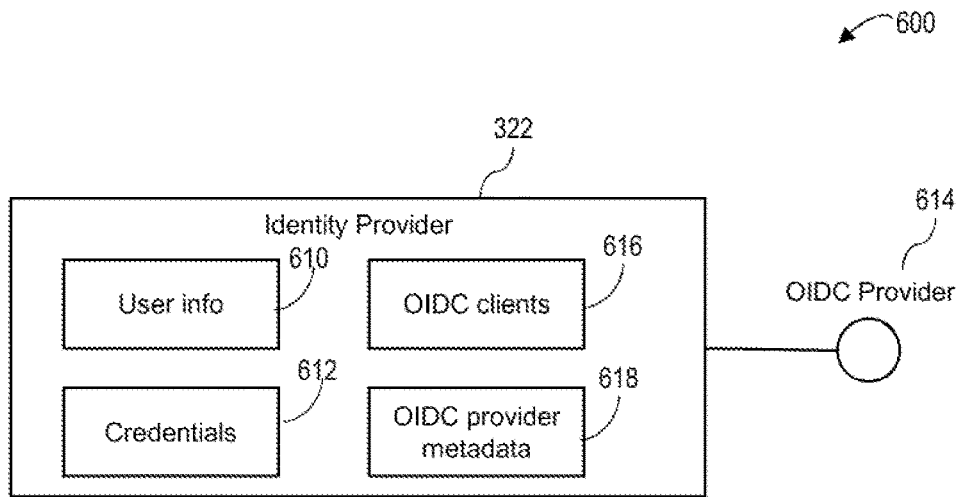 600
322
614
Identity Provider
610
616
User info
OIDC clients
OIDC Provider
612
618
Credentials
OIDC provider
metadata